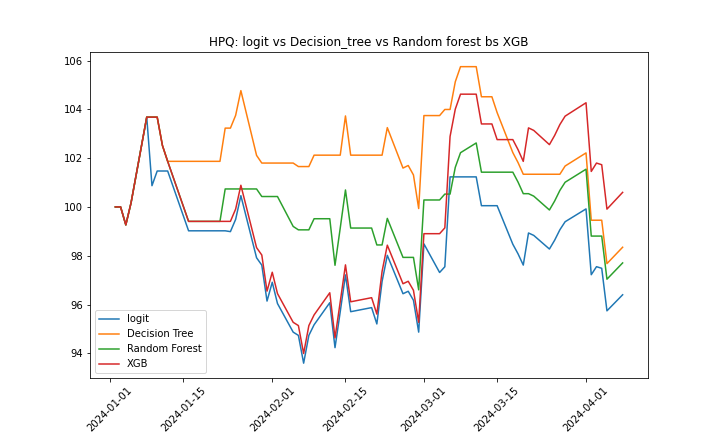 HPQ: logit vs Decision_tree vs Random forest bs XGB
106
104
102
100
98
96
94
logit
Decision Tree
Random Forest
XGB
2024-01-01
2024-01-15
2024-02-01
2024-02-15
2024-03-01
2024-03-15
2024-04-01